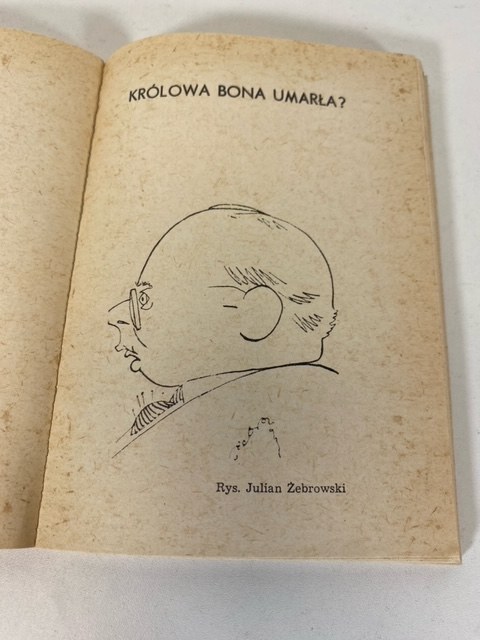 KRÓLOWA BONA UMARŁA?
Rys. Julian Żebrowski